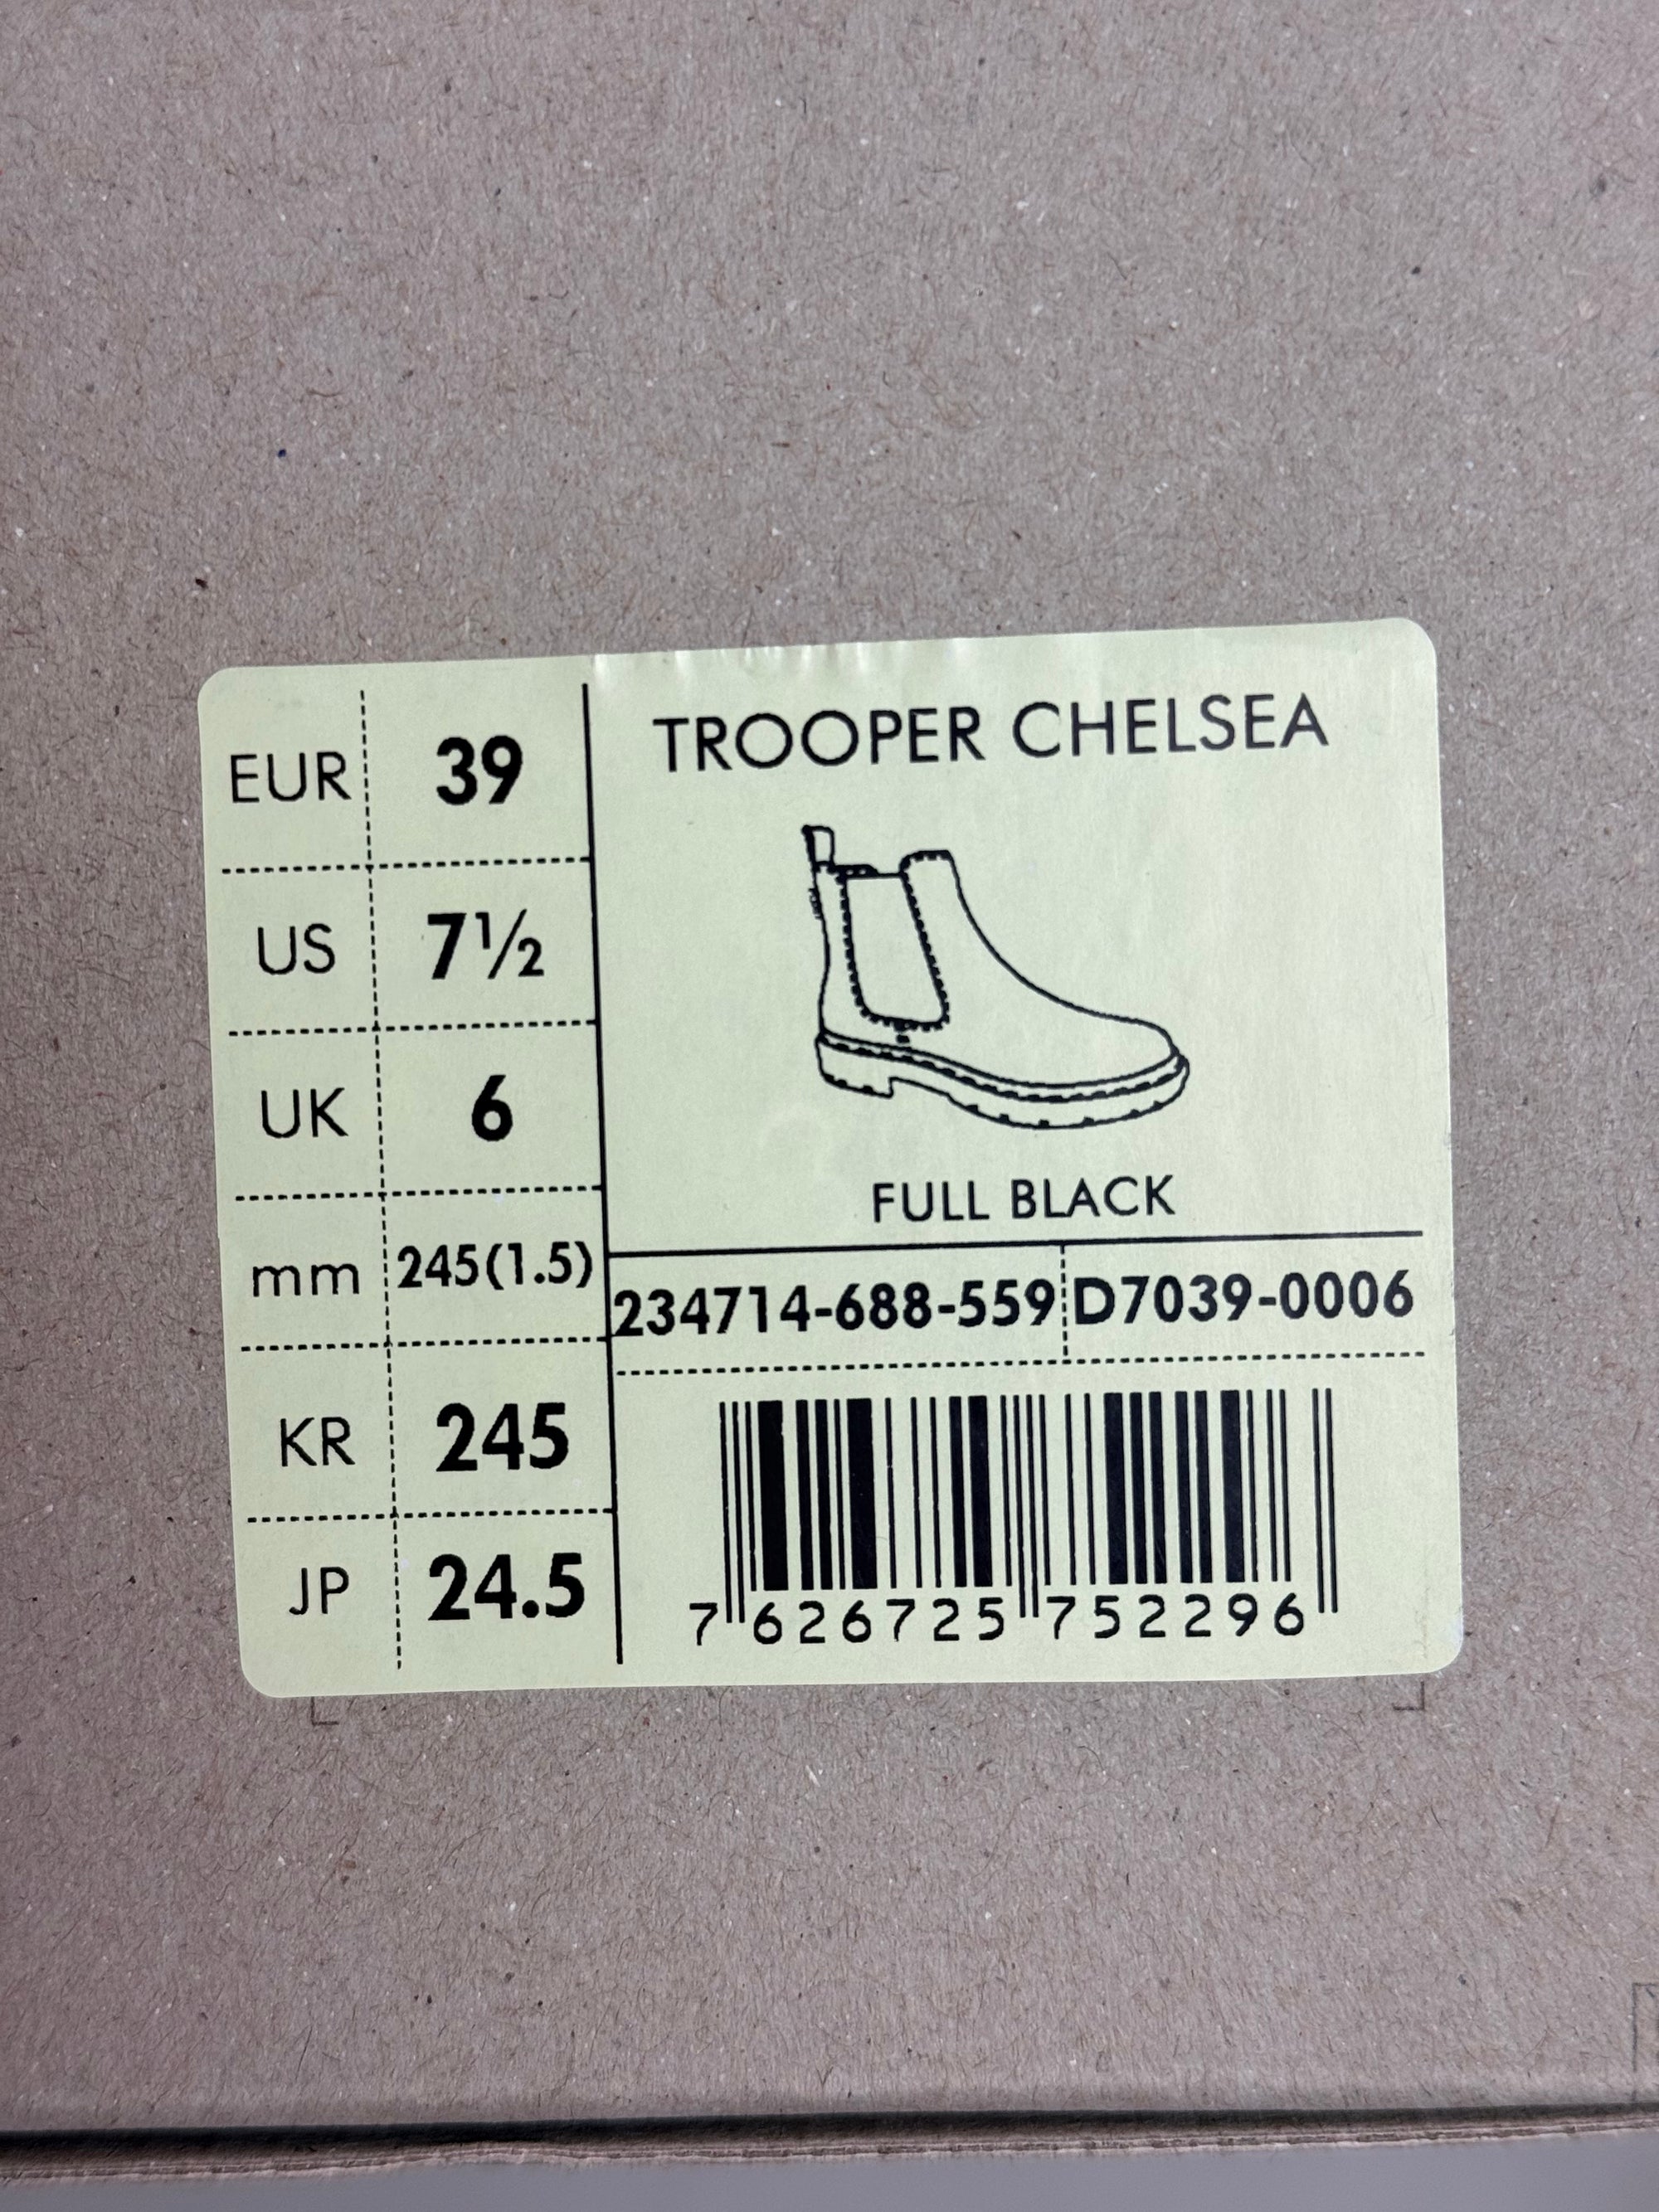 EUR 39
US 7½
UK 6
mm 245(1.5)
KR 245
JP 24.5
TROOPER CHELSEA
FULL BLACK
234714-688-559 D7039-0006
7 626725 752296